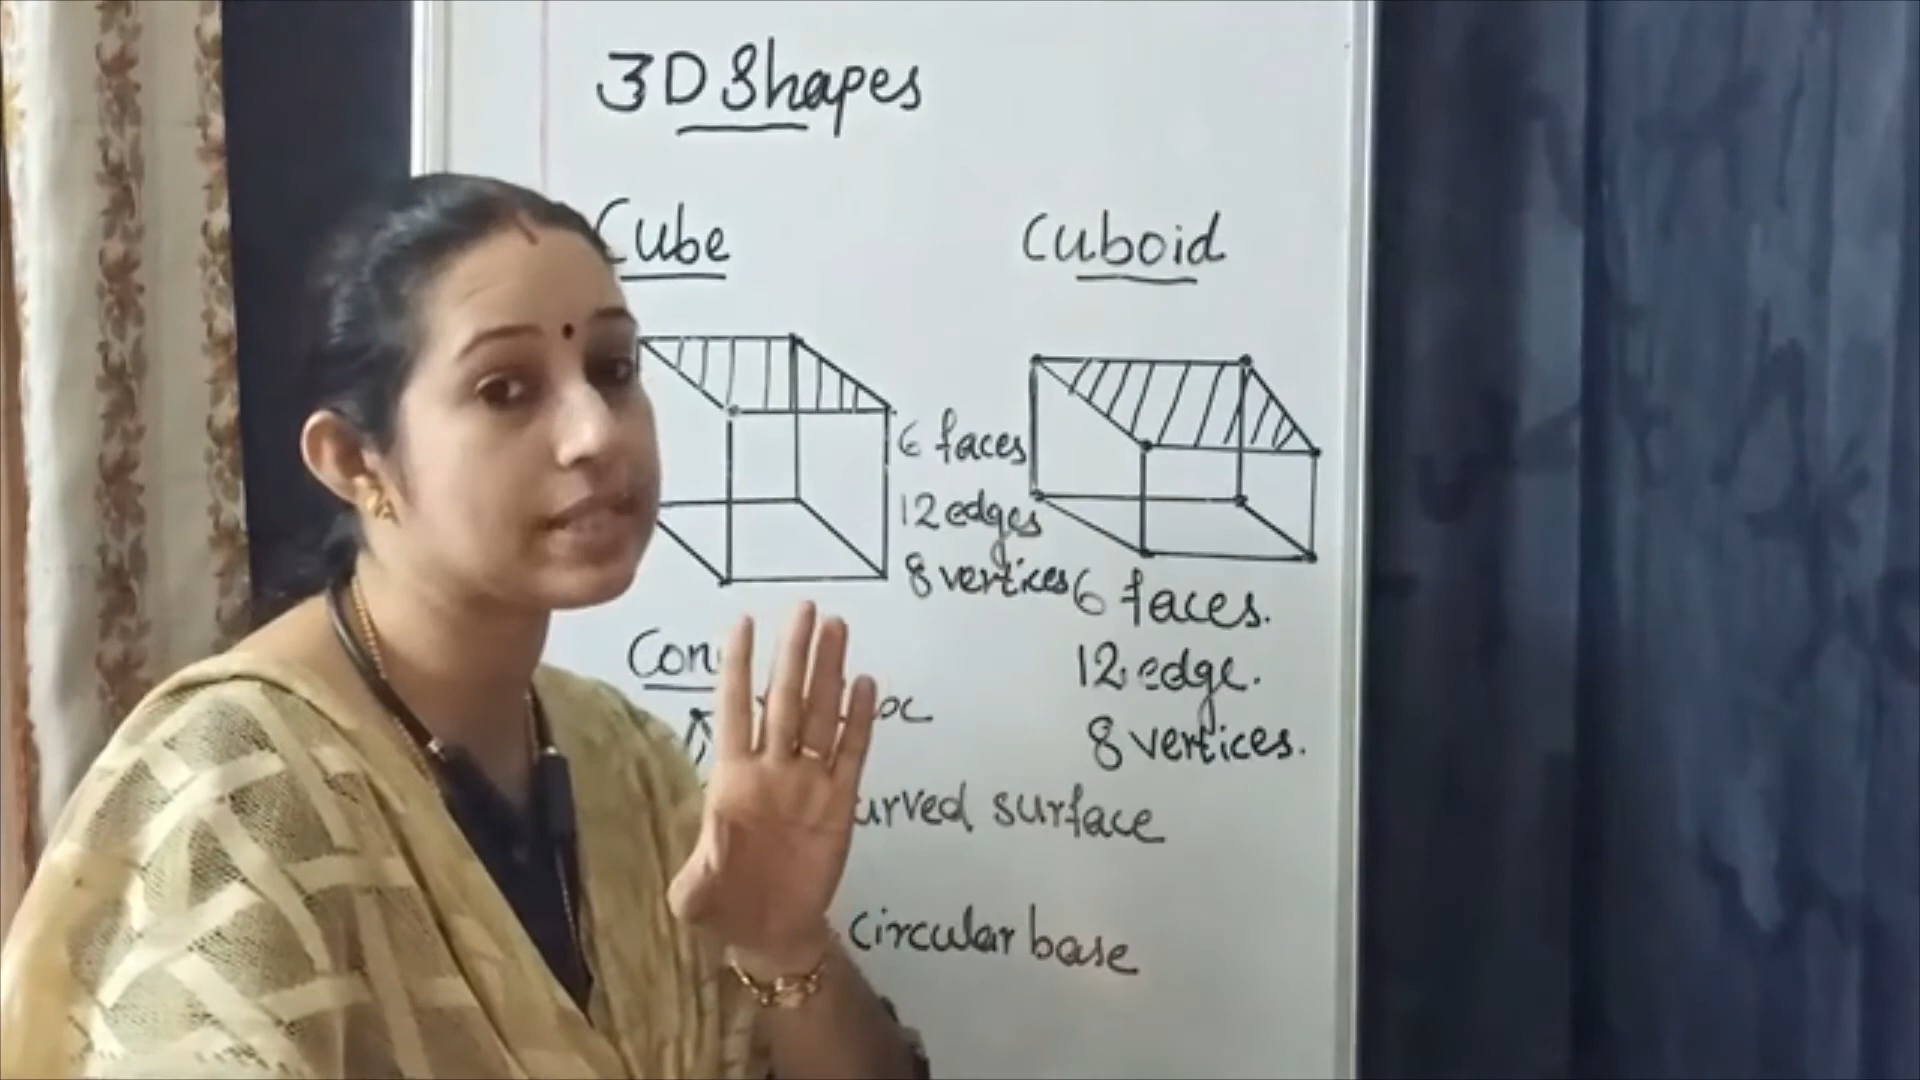 3D Shapes
Cube
Cuboid
6 faces
12 edges
8 vertices
6 faces.
12 edge.
8 vertices.
surface
circular base